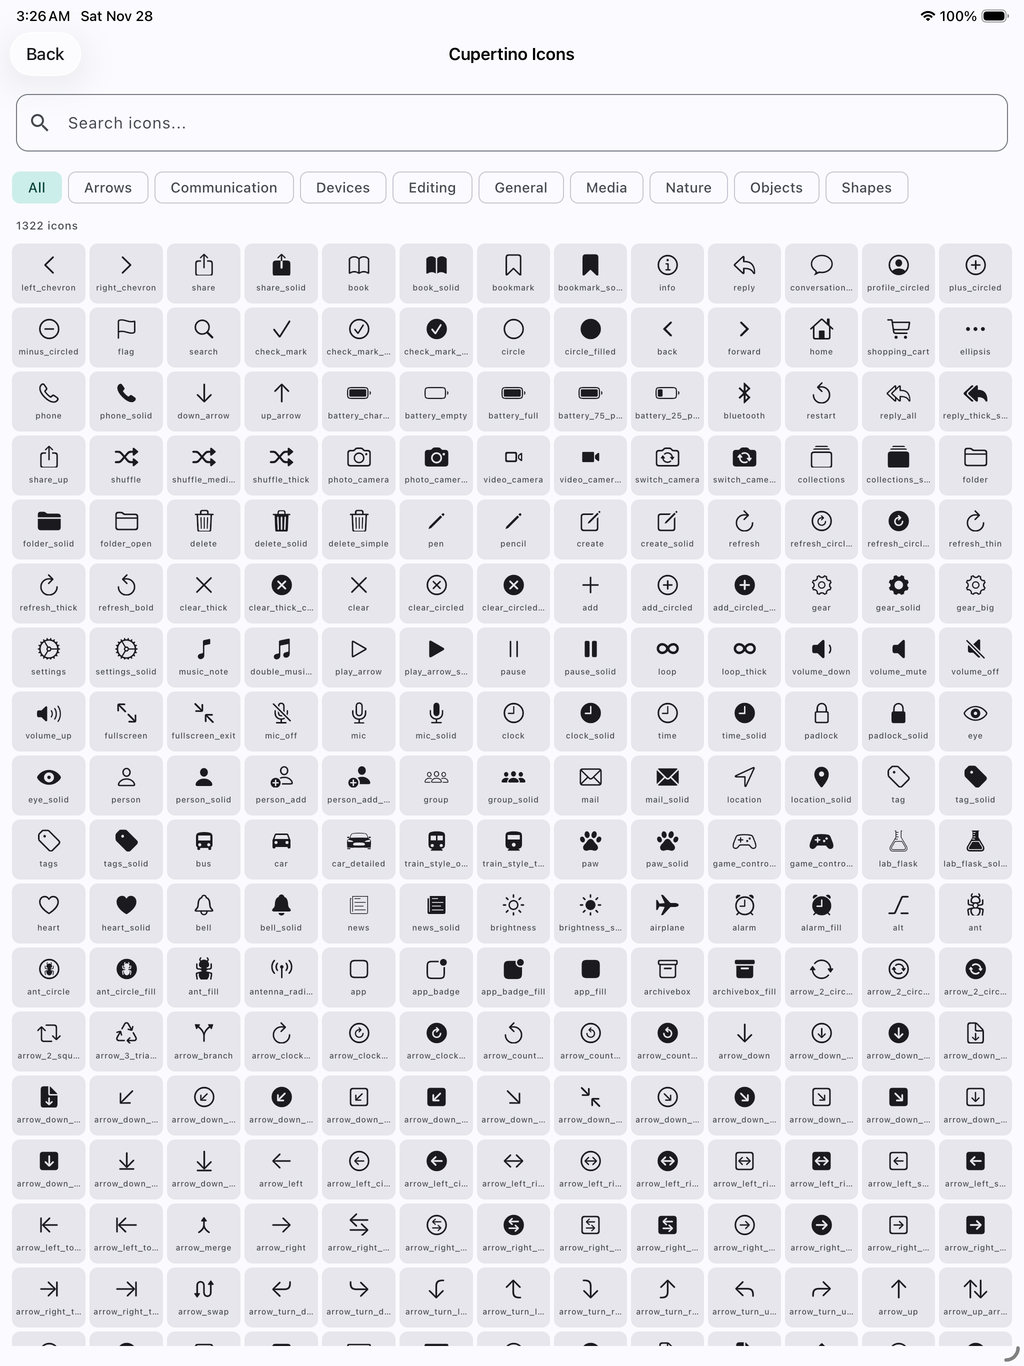 3:26 AM Sat Nov 28 100%
Back Cupertino Icons
Search icons...
All Arrows Communication Devices Editing General Media Nature Objects Shapes
1322 icons
left_chevron right_chevron share share_solid book book_solid bookmark bookmark_so... info reply conversation... profile_circled plus_circled
minus_circled flag search check_mark check_mark_... check_mark_... circle circle_filled back forward home shopping_cart ellipsis
phone phone_solid down_arrow up_arrow battery_char... battery_empty battery_full battery_75_p... battery_25_p... bluetooth restart reply_all reply_thick_s...
share_up shuffle shuffle_medi... shuffle_thick photo_camera photo_camer... video_camera video_camer... switch_camera switch_came... collections collections_s... folder
folder_solid folder_open delete delete_solid delete_simple pen pencil create create_solid refresh refresh_circl... refresh_circl... refresh_thin
refresh_thick refresh_bold clear_thick clear_thick_c... clear clear_circled clear_circled... add add_circled add_circled_... gear gear_solid gear_big
settings settings_solid music_note double_musi... play_arrow play_arrow_s... pause pause_solid loop loop_thick volume_down volume_mute volume_off
volume_up fullscreen fullscreen_exit mic_off mic mic_solid clock clock_solid time time_solid padlock padlock_solid eye
eye_solid person person_solid person_add person_add_... group group_solid mail mail_solid location location_solid tag tag_solid
tags tags_solid bus car car_detailed train_style_o... train_style_t... paw paw_solid game_contro... game_contro... lab_flask lab_flask_sol...
heart heart_solid bell bell_solid news news_solid brightness brightness_s... airplane alarm alarm_fill alt ant
ant_circle ant_circle_fill ant_fill antenna_radi... app app_badge app_badge_fill app_fill archivebox archivebox_fill arrow_2_circ... arrow_2_circ... arrow_2_circ...
arrow_2_squ... arrow_3_tria... arrow_branch arrow_clock... arrow_clock... arrow_clock... arrow_count... arrow_count... arrow_count... arrow_down arrow_down_... arrow_down_... arrow_down_...
arrow_down_... arrow_down_... arrow_down_... arrow_down_... arrow_down_... arrow_down_... arrow_down_... arrow_down_... arrow_down_... arrow_down_... arrow_down_... arrow_down_... arrow_down_...
arrow_down_... arrow_down_... arrow_down_... arrow_left arrow_left_ci... arrow_left_ci... arrow_left_ri... arrow_left_ri... arrow_left_ri... arrow_left_ri... arrow_left_ri... arrow_left_s... arrow_left_s...
arrow_left_to... arrow_left_to... arrow_merge arrow_right arrow_right_... arrow_right_... arrow_right_... arrow_right_... arrow_right_... arrow_right_... arrow_right_... arrow_right_... arrow_right_...
arrow_right_t... arrow_right_t... arrow_swap arrow_turn_d... arrow_turn_d... arrow_turn_l... arrow_turn_l... arrow_turn_r... arrow_turn_r... arrow_turn_u... arrow_turn_u... arrow_up arrow_up_arr...